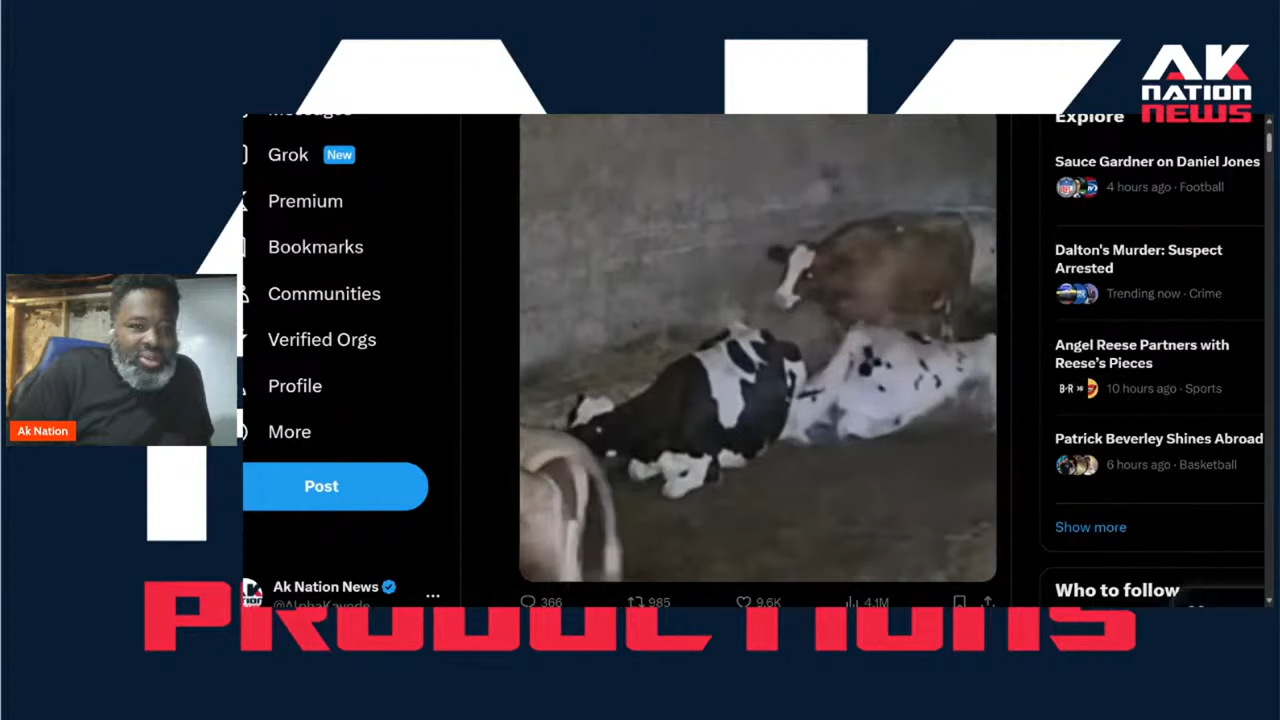 AK
NATION
NEWS
Messages
Grok New
Premium
Bookmarks
Communities
Verified Orgs
Profile
More
Post
Ak Nation News
@AlphaKaynde
Ak Nation
366 985 9.6K 4.1M
Explore
Sauce Gardner on Daniel Jones
4 hours ago · Football
Dalton's Murder: Suspect
Arrested
Trending now · Crime
Angel Reese Partners with
Reese's Pieces
10 hours ago · Sports
Patrick Beverley Shines Abroad
6 hours ago · Basketball
Show more
Who to follow
AK
PRODUCTIONS